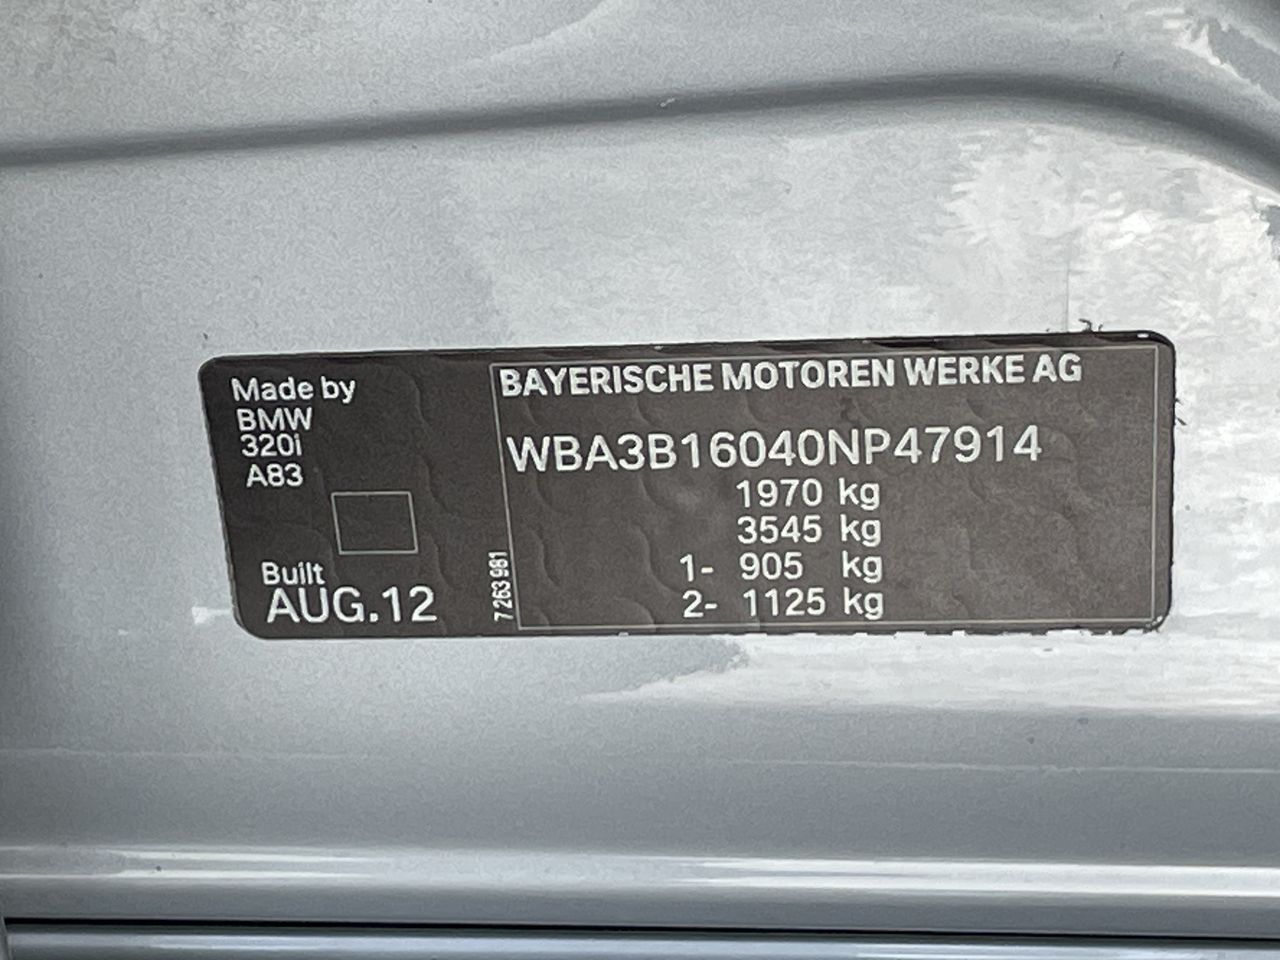 Made by
BMW
320i
A83
Built
AUG.12
7 263 981
BAYERISCHE MOTOREN WERKE AG
WBA3B16040NP47914
1970 kg
3545 kg
1- 905 kg
2- 1125 kg